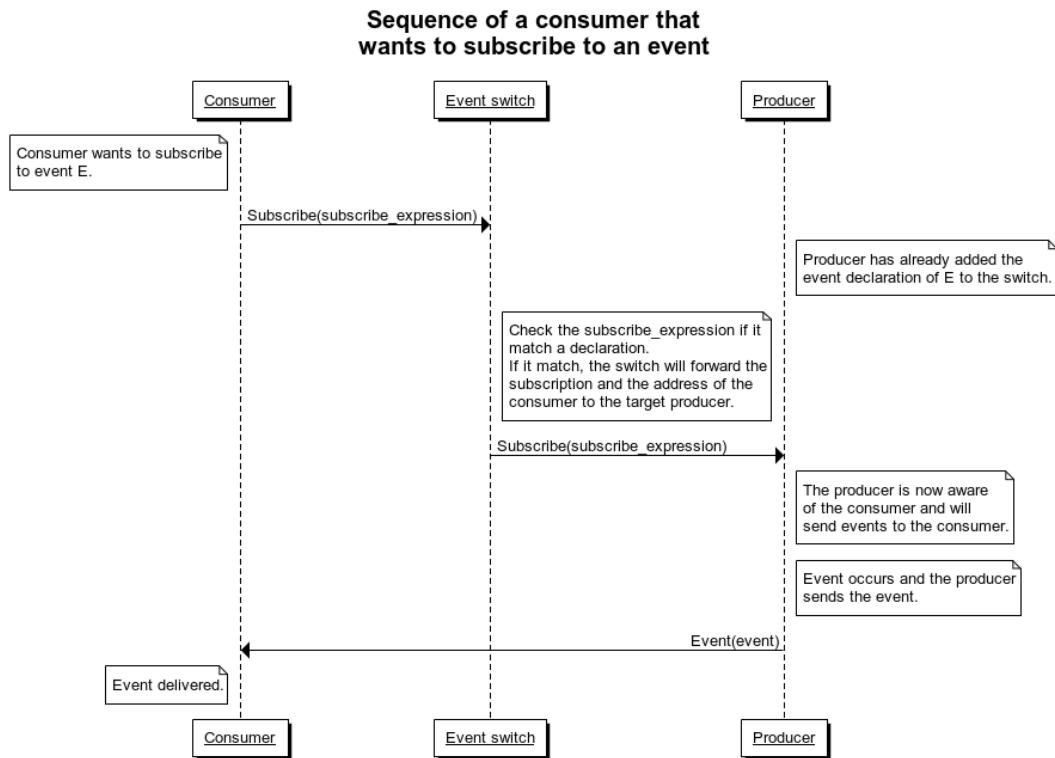 Sequence of a consumer that
wants to subscribe to an event
Consumer
Event switch
Producer
Consumer wants to subscribe
to event E.
Subscribe(subscribe_expression)
Producer has already added the
event declaration of E to the switch.
Check the subscribe_expression if it
match a declaration.
If it match, the switch will forward the
subscription and the address of the
consumer to the target producer.
Subscribe(subscribe_expression)
The producer is now aware
of the consumer and will
send events to the consumer.
Event occurs and the producer
sends the event.
Event(event)
Event delivered.
Consumer
Event switch
Producer